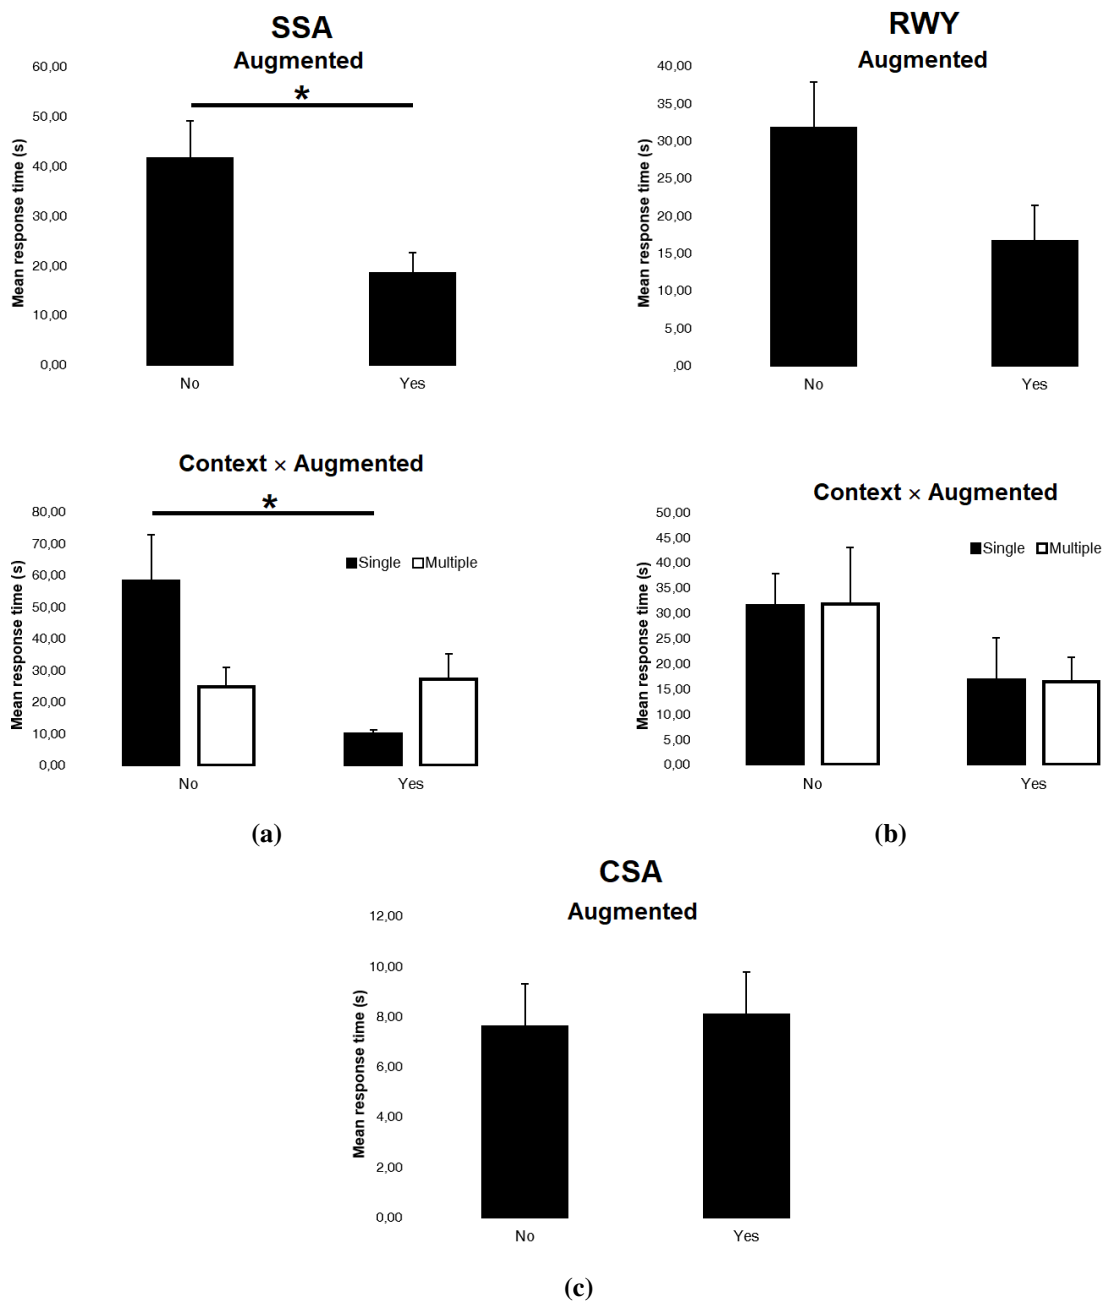 SSA
Augmented
60,00
50,00
40,00
30,00
20,00
10,00
0,00
Mean response time (s)
*
No Yes
RWY
Augmented
40,00
35,00
30,00
25,00
20,00
15,00
10,00
5,00
,00
Mean response time (s)
No Yes
Context × Augmented
80,00
70,00
60,00
50,00
40,00
30,00
20,00
10,00
0,00
Mean response time (s)
*
Single Multiple
No Yes
(a)
Context × Augmented
50,00
45,00
40,00
35,00
30,00
25,00
20,00
15,00
10,00
5,00
0,00
Mean response time (s)
Single Multiple
No Yes
(b)
CSA
Augmented
12,00
10,00
8,00
6,00
4,00
2,00
0,00
Mean response time (s)
No Yes
(c)